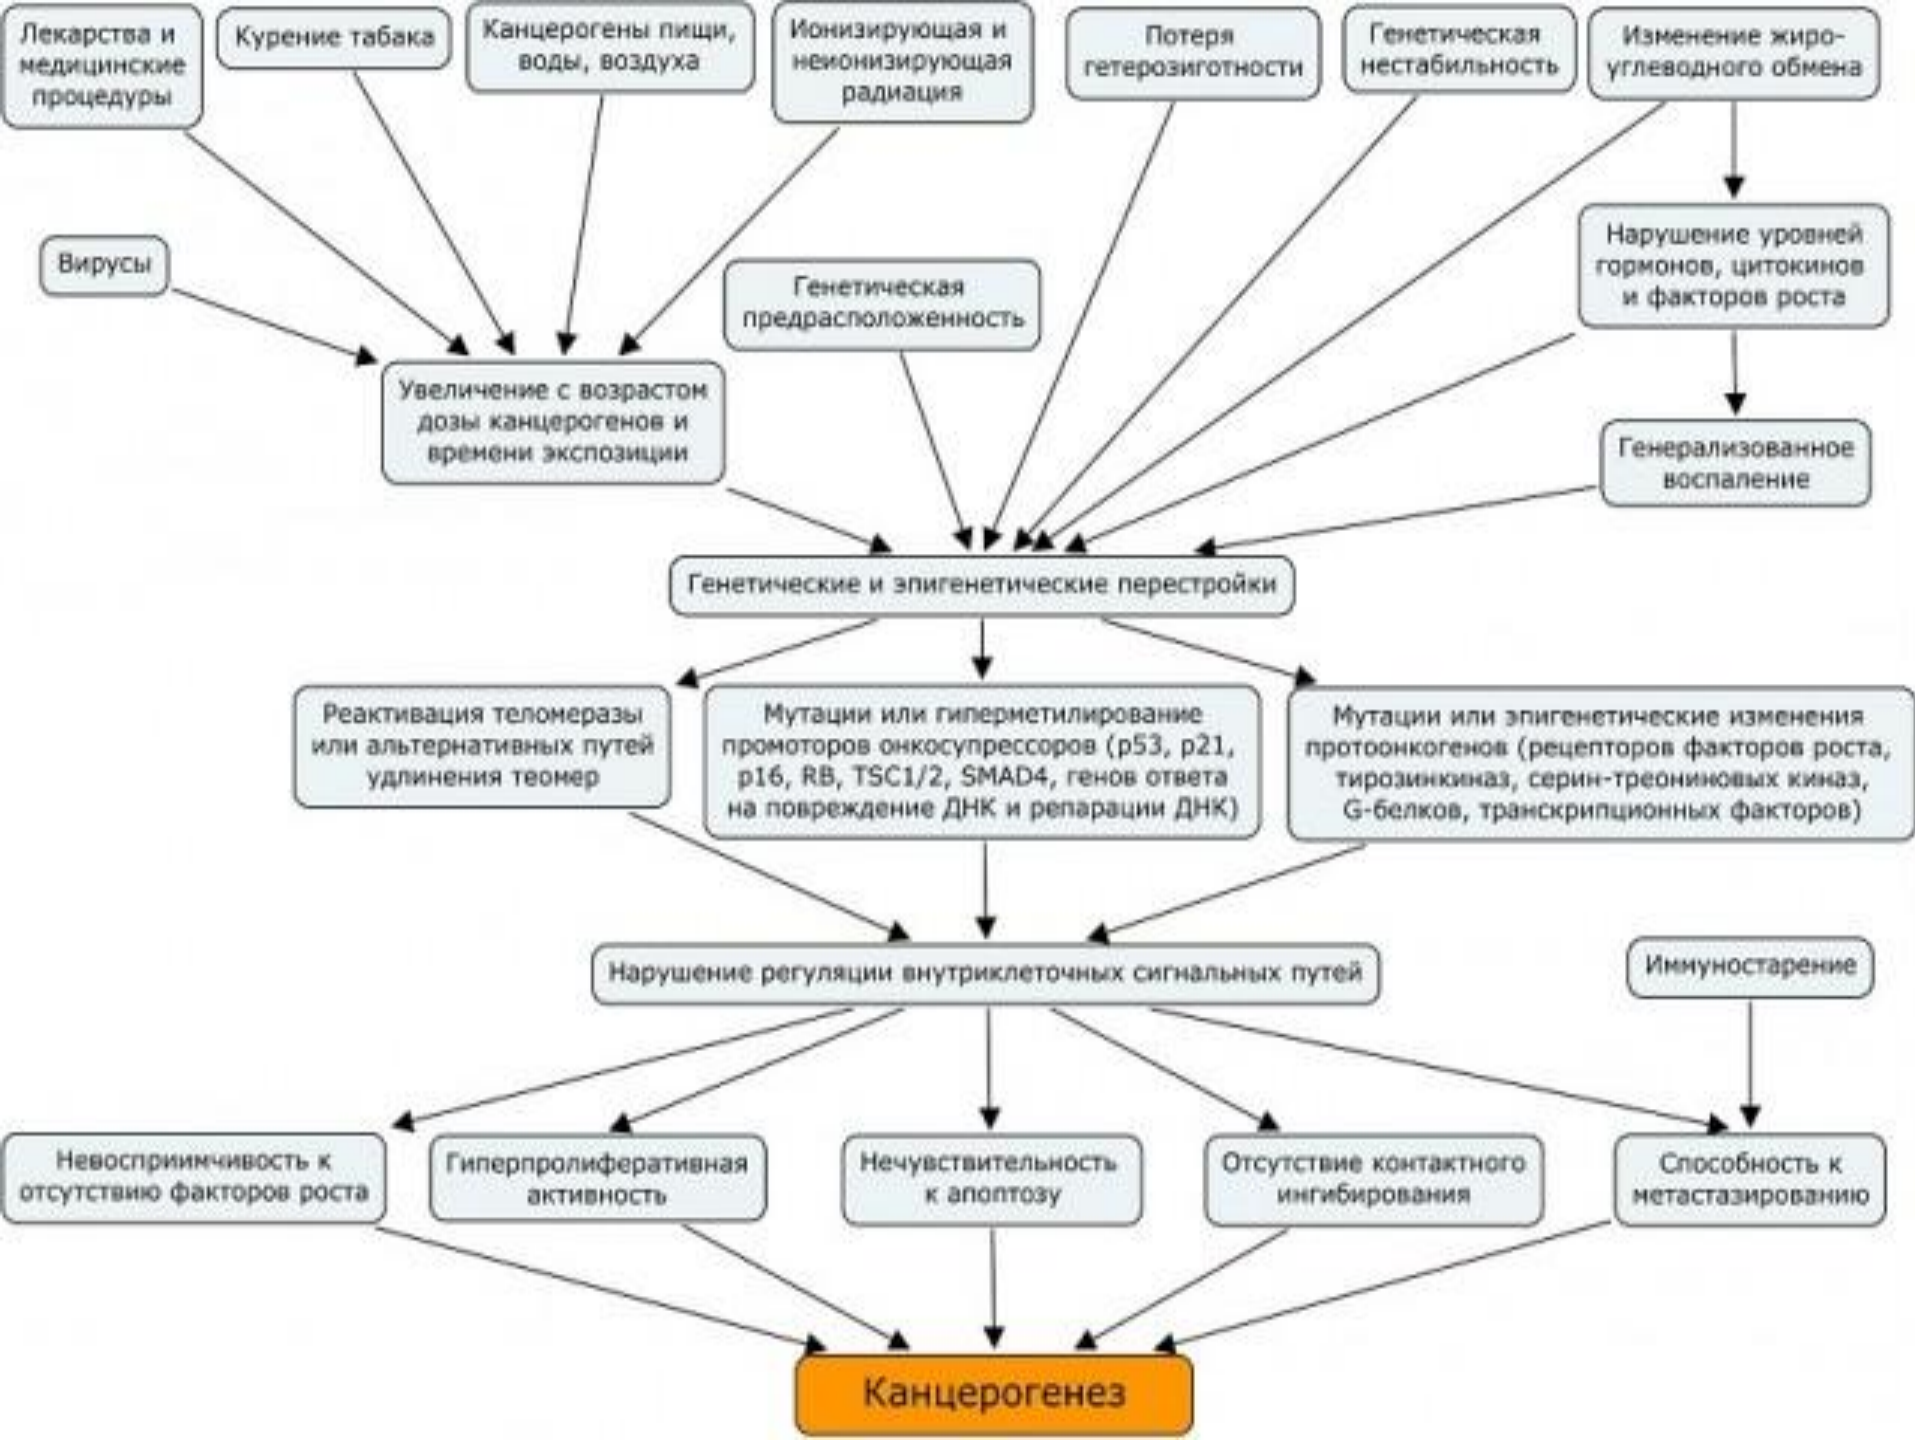 Лекарства и
медицинские
процедуры
Курение табака
Канцерогены пищи,
воды, воздуха
Ионизирующая и
неионизирующая
радиация
Потеря
гетерозиготности
Генетическая
нестабильность
Изменение жиро-
углеводного обмена
Вирусы
Генетическая
предрасположенность
Нарушение уровней
гормонов, цитокинов
и факторов роста
Увеличение с возрастом
дозы канцерогенов и
времени экспозиции
Генерализованное
воспаление
Генетические и эпигенетические перестройки
Реактивация теломеразы
или альтернативных путей
удлинения теомер
Мутации или гиперметилирование
промоторов онкосупрессоров (p53, p21,
p16, RB, TSC1/2, SMAD4, генов ответа
на повреждение ДНК и репарации ДНК)
Мутации или эпигенетические изменения
протоонкогенов (рецепторов факторов роста,
тирозинкиназ, серин-треониновых киназ,
G-белков, транскрипционных факторов)
Нарушение регуляции внутриклеточных сигнальных путей
Иммуностарение
Невосприимчивость к
отсутствию факторов роста
Гиперпролиферативная
активность
Нечувствительность
к апоптозу
Отсутствие контактного
ингибирования
Способность к
метастазированию
Канцерогенез